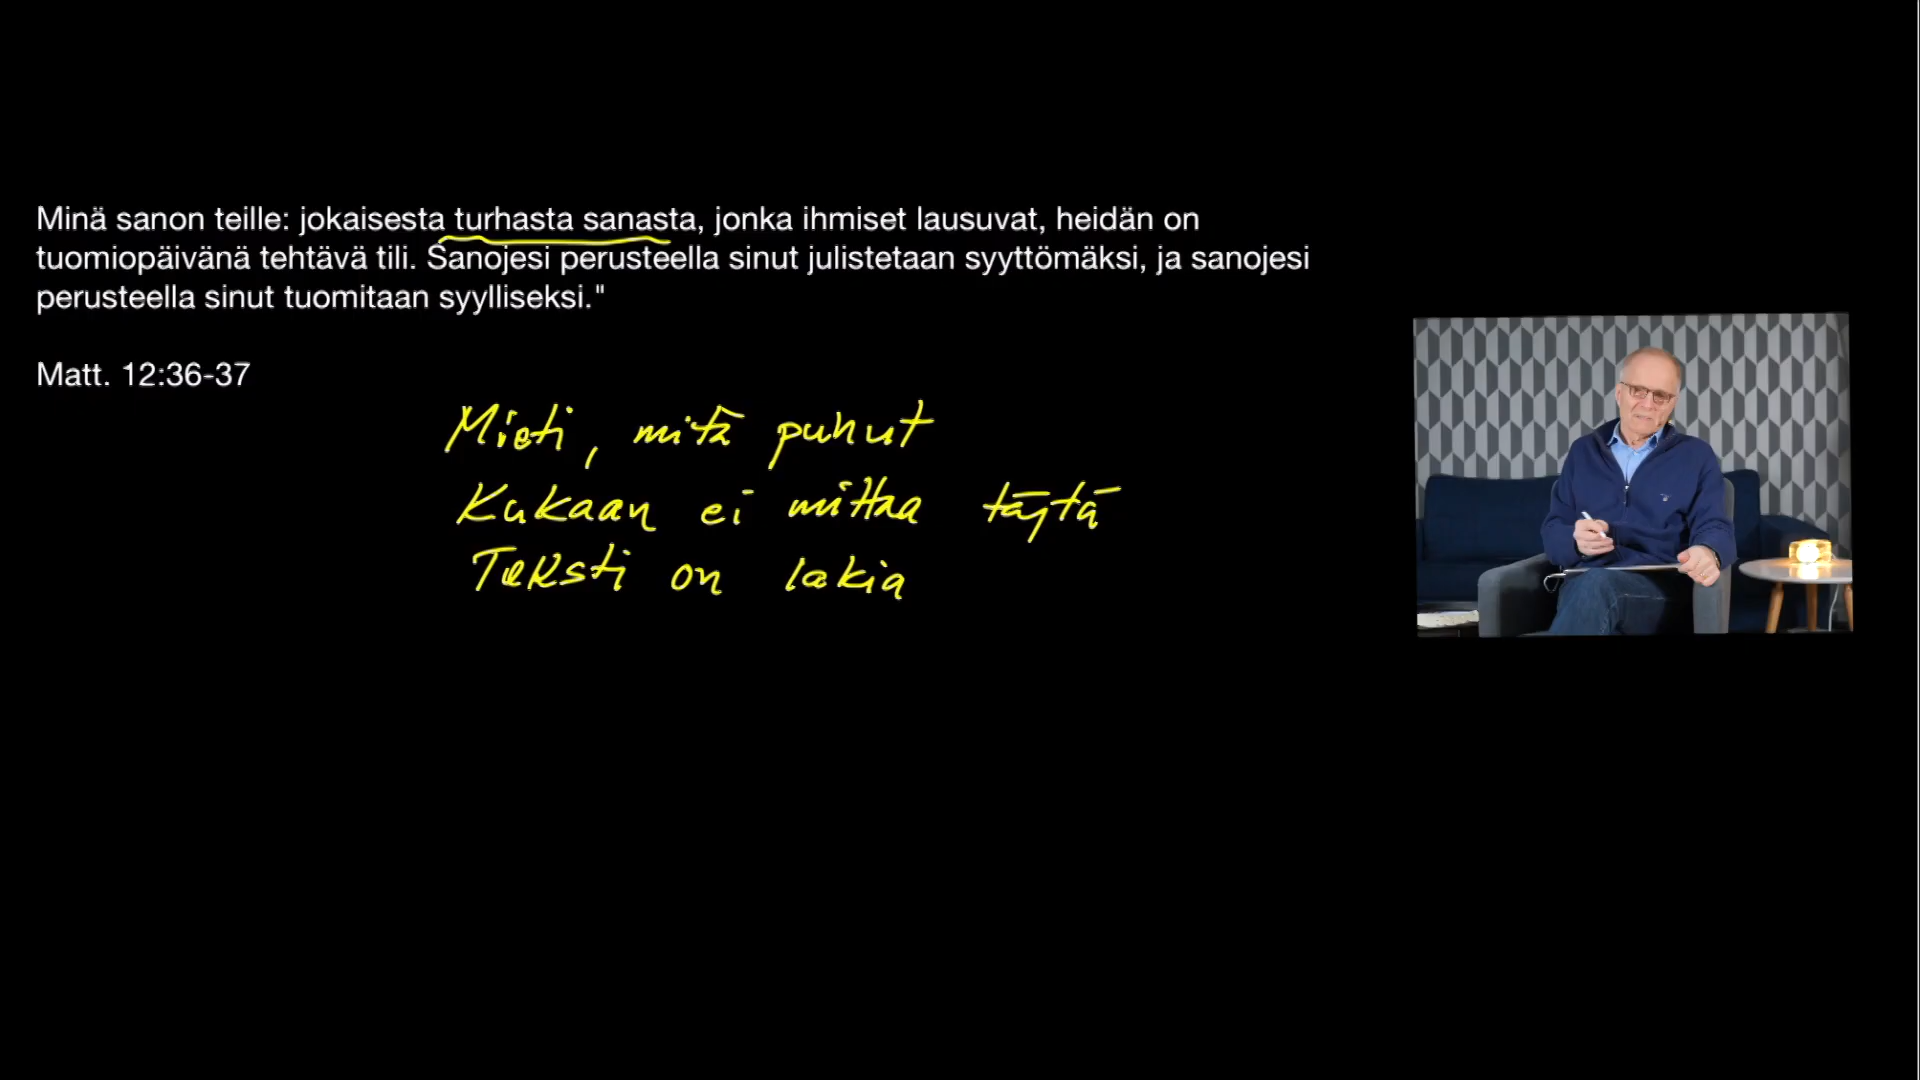 Minä sanon teille: jokaisesta turhasta sanasta, jonka ihmiset lausuvat, heidän on
tuomiopäivänä tehtävä tili. Sanojesi perusteella sinut julistetaan syyttömäksi, ja sanojesi
perusteella sinut tuomitaan syylliseksi."
Matt. 12:36-37
Mieti, mitä puhut
Kukaan ei mittaa täytä
Teksti on lakia